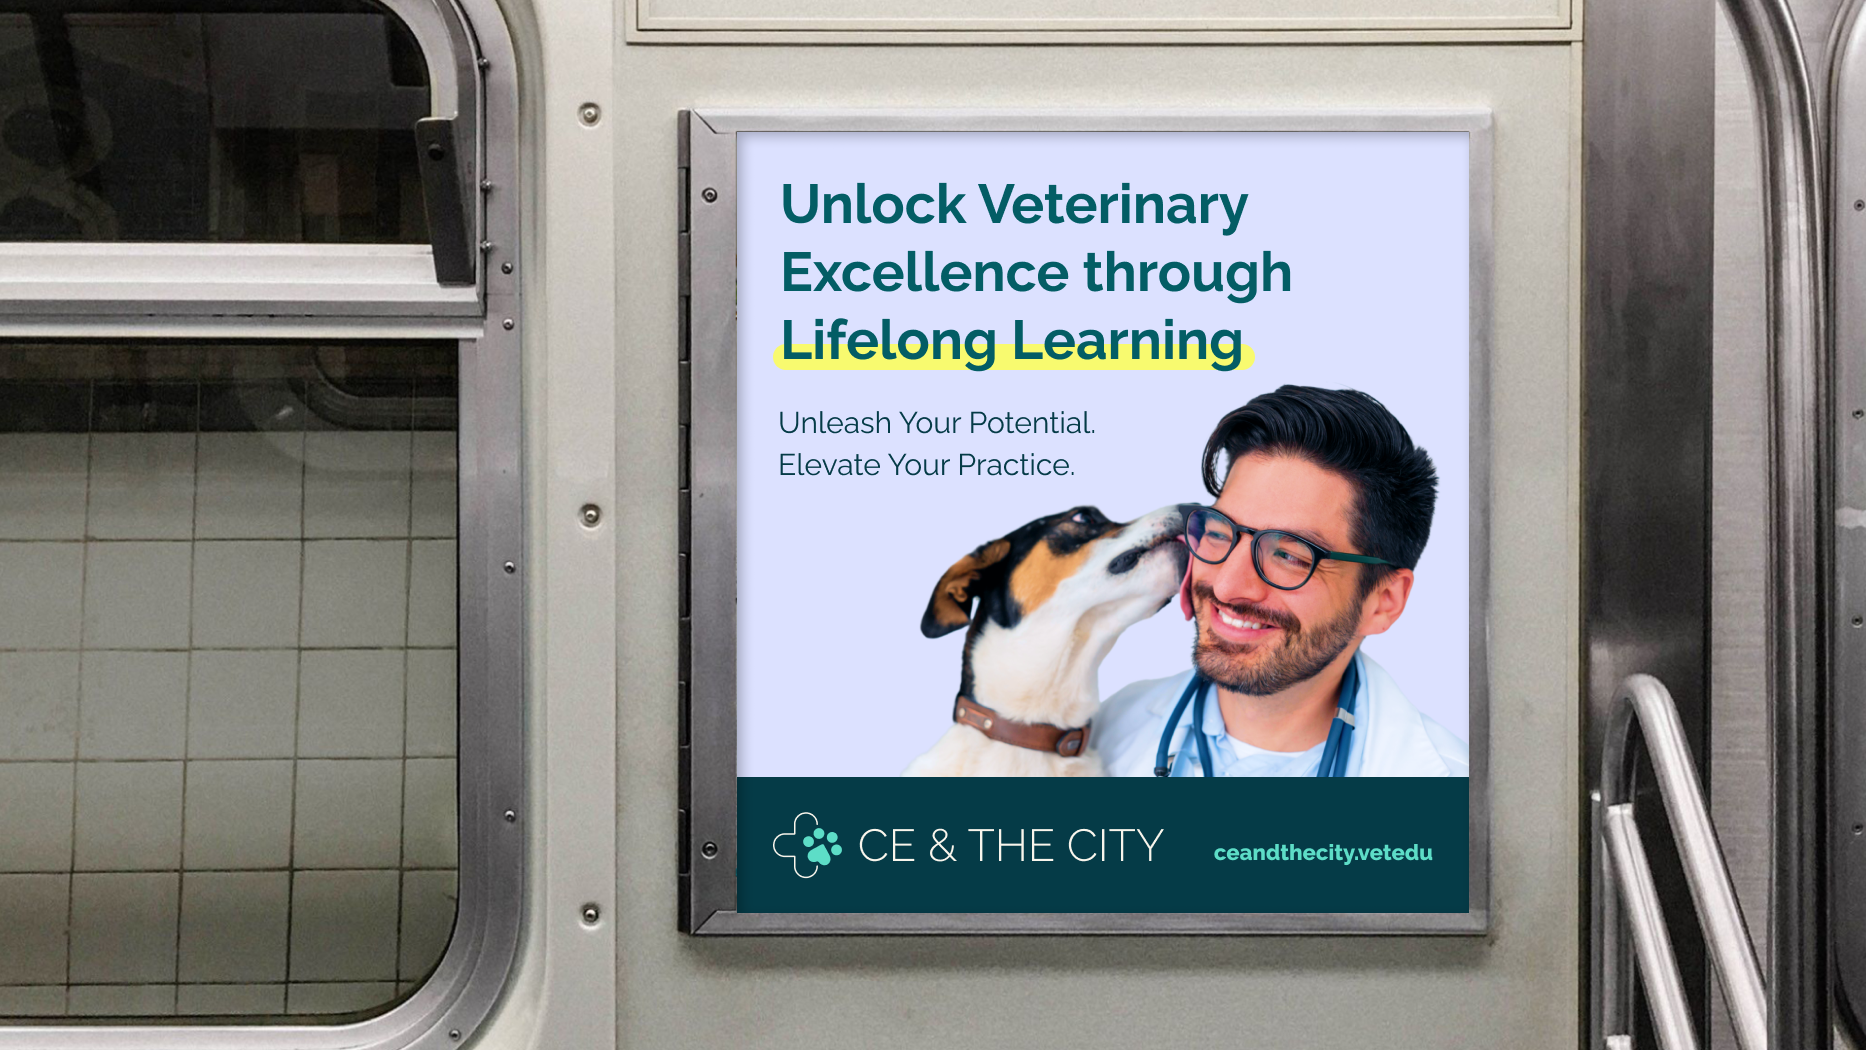 Unlock Veterinary
Excellence through
Lifelong Learning
Unleash Your Potential.
Elevate Your Practice.
CE & THE CITY
ceandthecity.vetedu